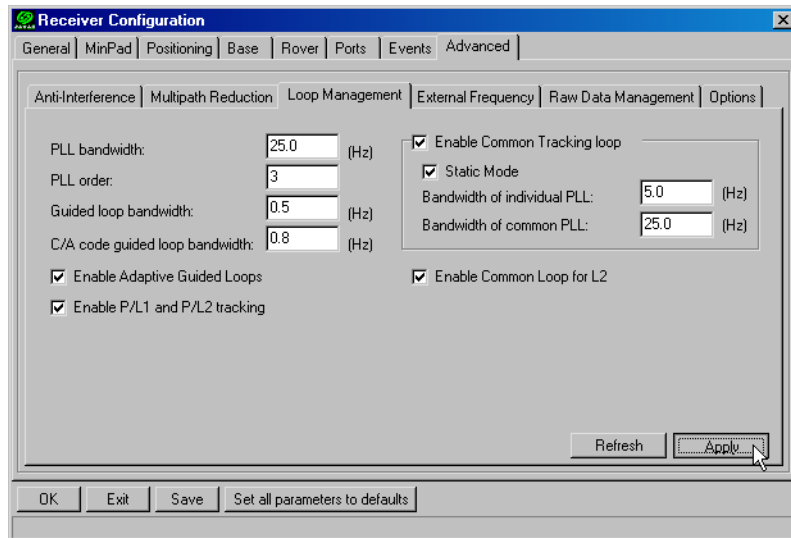 JAVAD Receiver Configuration
General MinPad Positioning Base Rover Ports Events Advanced
Anti-Interference Multipath Reduction Loop Management External Frequency Raw Data Management Options
PLL bandwidth: 25.0 (Hz)
PLL order: 3
Guided loop bandwidth: 0.5 (Hz)
C/A code guided loop bandwidth: 0.8 (Hz)
Enable Adaptive Guided Loops
Enable P/L1 and P/L2 tracking
Enable Common Tracking loop
Static Mode
Bandwidth of individual PLL: 5.0 (Hz)
Bandwidth of common PLL: 25.0 (Hz)
Enable Common Loop for L2
Refresh Apply
OK Exit Save Set all parameters to defaults